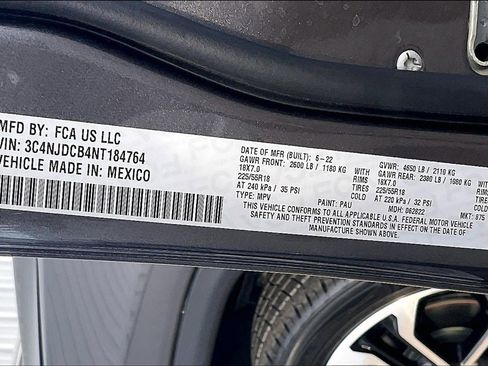 MFD BY: FCA US LLC
VIN: 3C4NJDCB4NT184764
VEHICLE MADE IN: MEXICO
DATE OF MFR (BUILT): 6-22 GVWR: 4650 LB / 2110 KG
GAWR FRONT: 2600 LB / 1180 KG WITH GAWR REAR: 2380 LB / 1080 KG WITH
18X7.0 RIMS 18X7.0 RIMS
225/55R18 TIRES 225/55R18 TIRES
AT 240 kPa / 35 PSI AT 220 kPa / 32 PSI
TYPE: MPV PAINT: PAU MDH: 062822 MKT:
THIS VEHICLE CONFORMS TO ALL APPLICABLE U.S.A. FEDERAL MOTOR VEHICLE
SAFETY AND THEFT PREVENTION STANDARDS IN EFFECT ON THE DATE OF
MANUFACTURE SHOWN ABOVE.